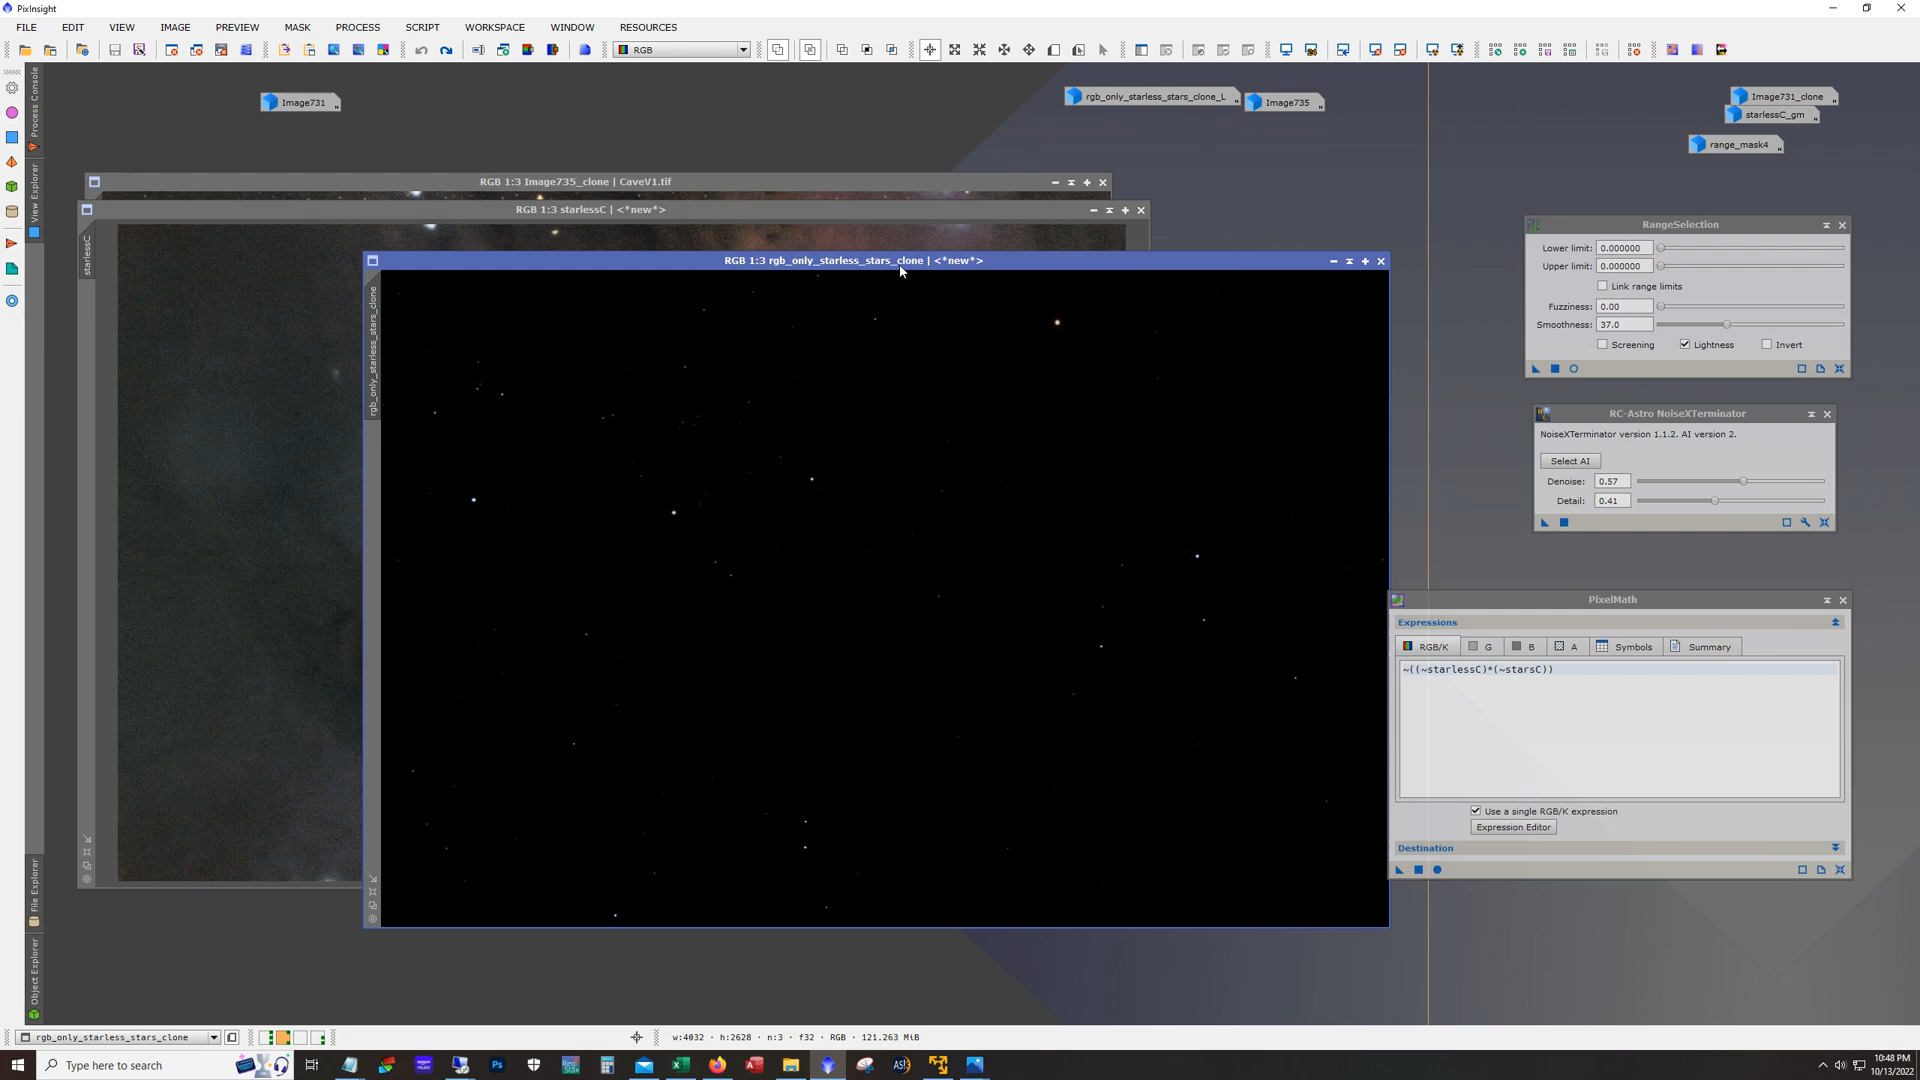 PixInsight
FILE EDIT VIEW IMAGE PREVIEW MASK PROCESS SCRIPT WORKSPACE WINDOW RESOURCES
RGB
Process Console
View Explorer
File Explorer
Object Explorer
Image731
rgb_only_starless_stars_clone_L
Image735
Image731_clone
starlessC_gm
range_mask4
RGB 1:3 Image735_clone | CaveV1.tif
RGB 1:3 starlessC | <*new*>
starlessC
RGB 1:3 rgb_only_starless_stars_clone | <*new*>
rgb_only_starless_stars_clone
RangeSelection
Lower limit: 0.000000
Upper limit: 0.000000
Link range limits
Fuzziness: 0.00
Smoothness: 37.0
Screening Lightness Invert
RC-Astro NoiseXTerminator
NoiseXTerminator version 1.1.2. AI version 2.
Select AI
Denoise: 0.57
Detail: 0.41
PixelMath
Expressions
RGB/K G B A Symbols Summary
~((~starlessC)*(~starsC))
Use a single RGB/K expression
Expression Editor
Destination
rgb_only_starless_stars_clone
w:4032 · h:2628 · n:3 · f32 · RGB · 121.263 MiB
Type here to search
10:48 PM
10/13/2022